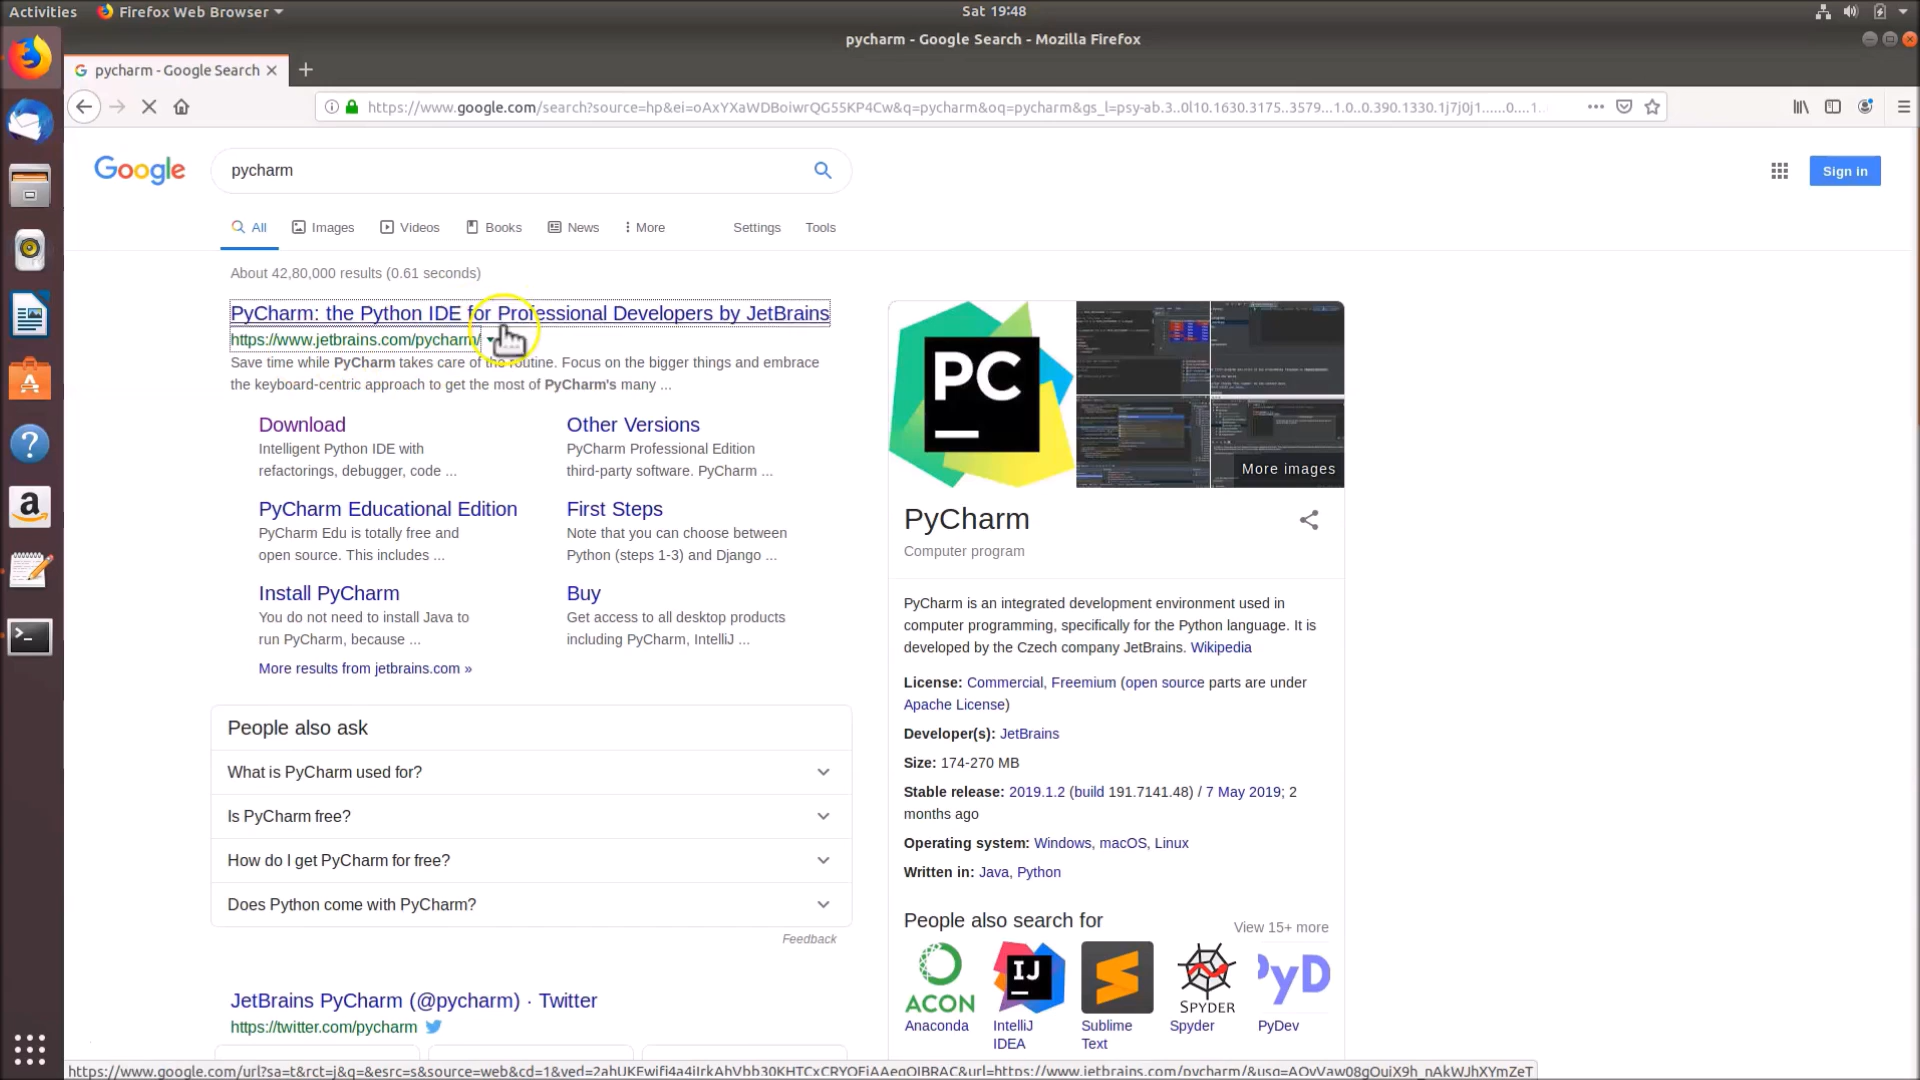 Activities Firefox Web Browser Sat 19:48
pycharm - Google Search - Mozilla Firefox
pycharm - Google Search
https://www.google.com/search?source=hp&ei=oAxYXaWDBoiwrQG55KP4Cw&q=pycharm&oq=pycharm&gs_l=psy-ab.3..0l10.1630.3175..3579...1.0..0.390.1330.1j7j0j1......0....1.
Google pycharm Sign in
All Images Videos Books News More Settings Tools
About 42,80,000 results (0.61 seconds)
PyCharm: the Python IDE for Professional Developers by JetBrains
https://www.jetbrains.com/pycharm/
Save time while PyCharm takes care of the routine. Focus on the bigger things and embrace
the keyboard-centric approach to get the most of PyCharm's many ...
Download
Intelligent Python IDE with
refactorings, debugger, code ...
Other Versions
PyCharm Professional Edition
third-party software. PyCharm ...
PyCharm Educational Edition
PyCharm Edu is totally free and
open source. This includes ...
First Steps
Note that you can choose between
Python (steps 1-3) and Django ...
Install PyCharm
You do not need to install Java to
run PyCharm, because ...
Buy
Get access to all desktop products
including PyCharm, IntelliJ ...
More results from jetbrains.com »
People also ask
What is PyCharm used for?
Is PyCharm free?
How do I get PyCharm for free?
Does Python come with PyCharm?
Feedback
JetBrains PyCharm (@pycharm) · Twitter
https://twitter.com/pycharm
PC
More images
PyCharm
Computer program
PyCharm is an integrated development environment used in
computer programming, specifically for the Python language. It is
developed by the Czech company JetBrains. Wikipedia
License: Commercial, Freemium (open source parts are under
Apache License)
Developer(s): JetBrains
Size: 174-270 MB
Stable release: 2019.1.2 (build 191.7141.48) / 7 May 2019; 2
months ago
Operating system: Windows, macOS, Linux
Written in: Java, Python
People also search for View 15+ more
ACON
IJ
SPYDER
PyD
Anaconda
IntelliJ
IDEA
Sublime
Text
Spyder
PyDev